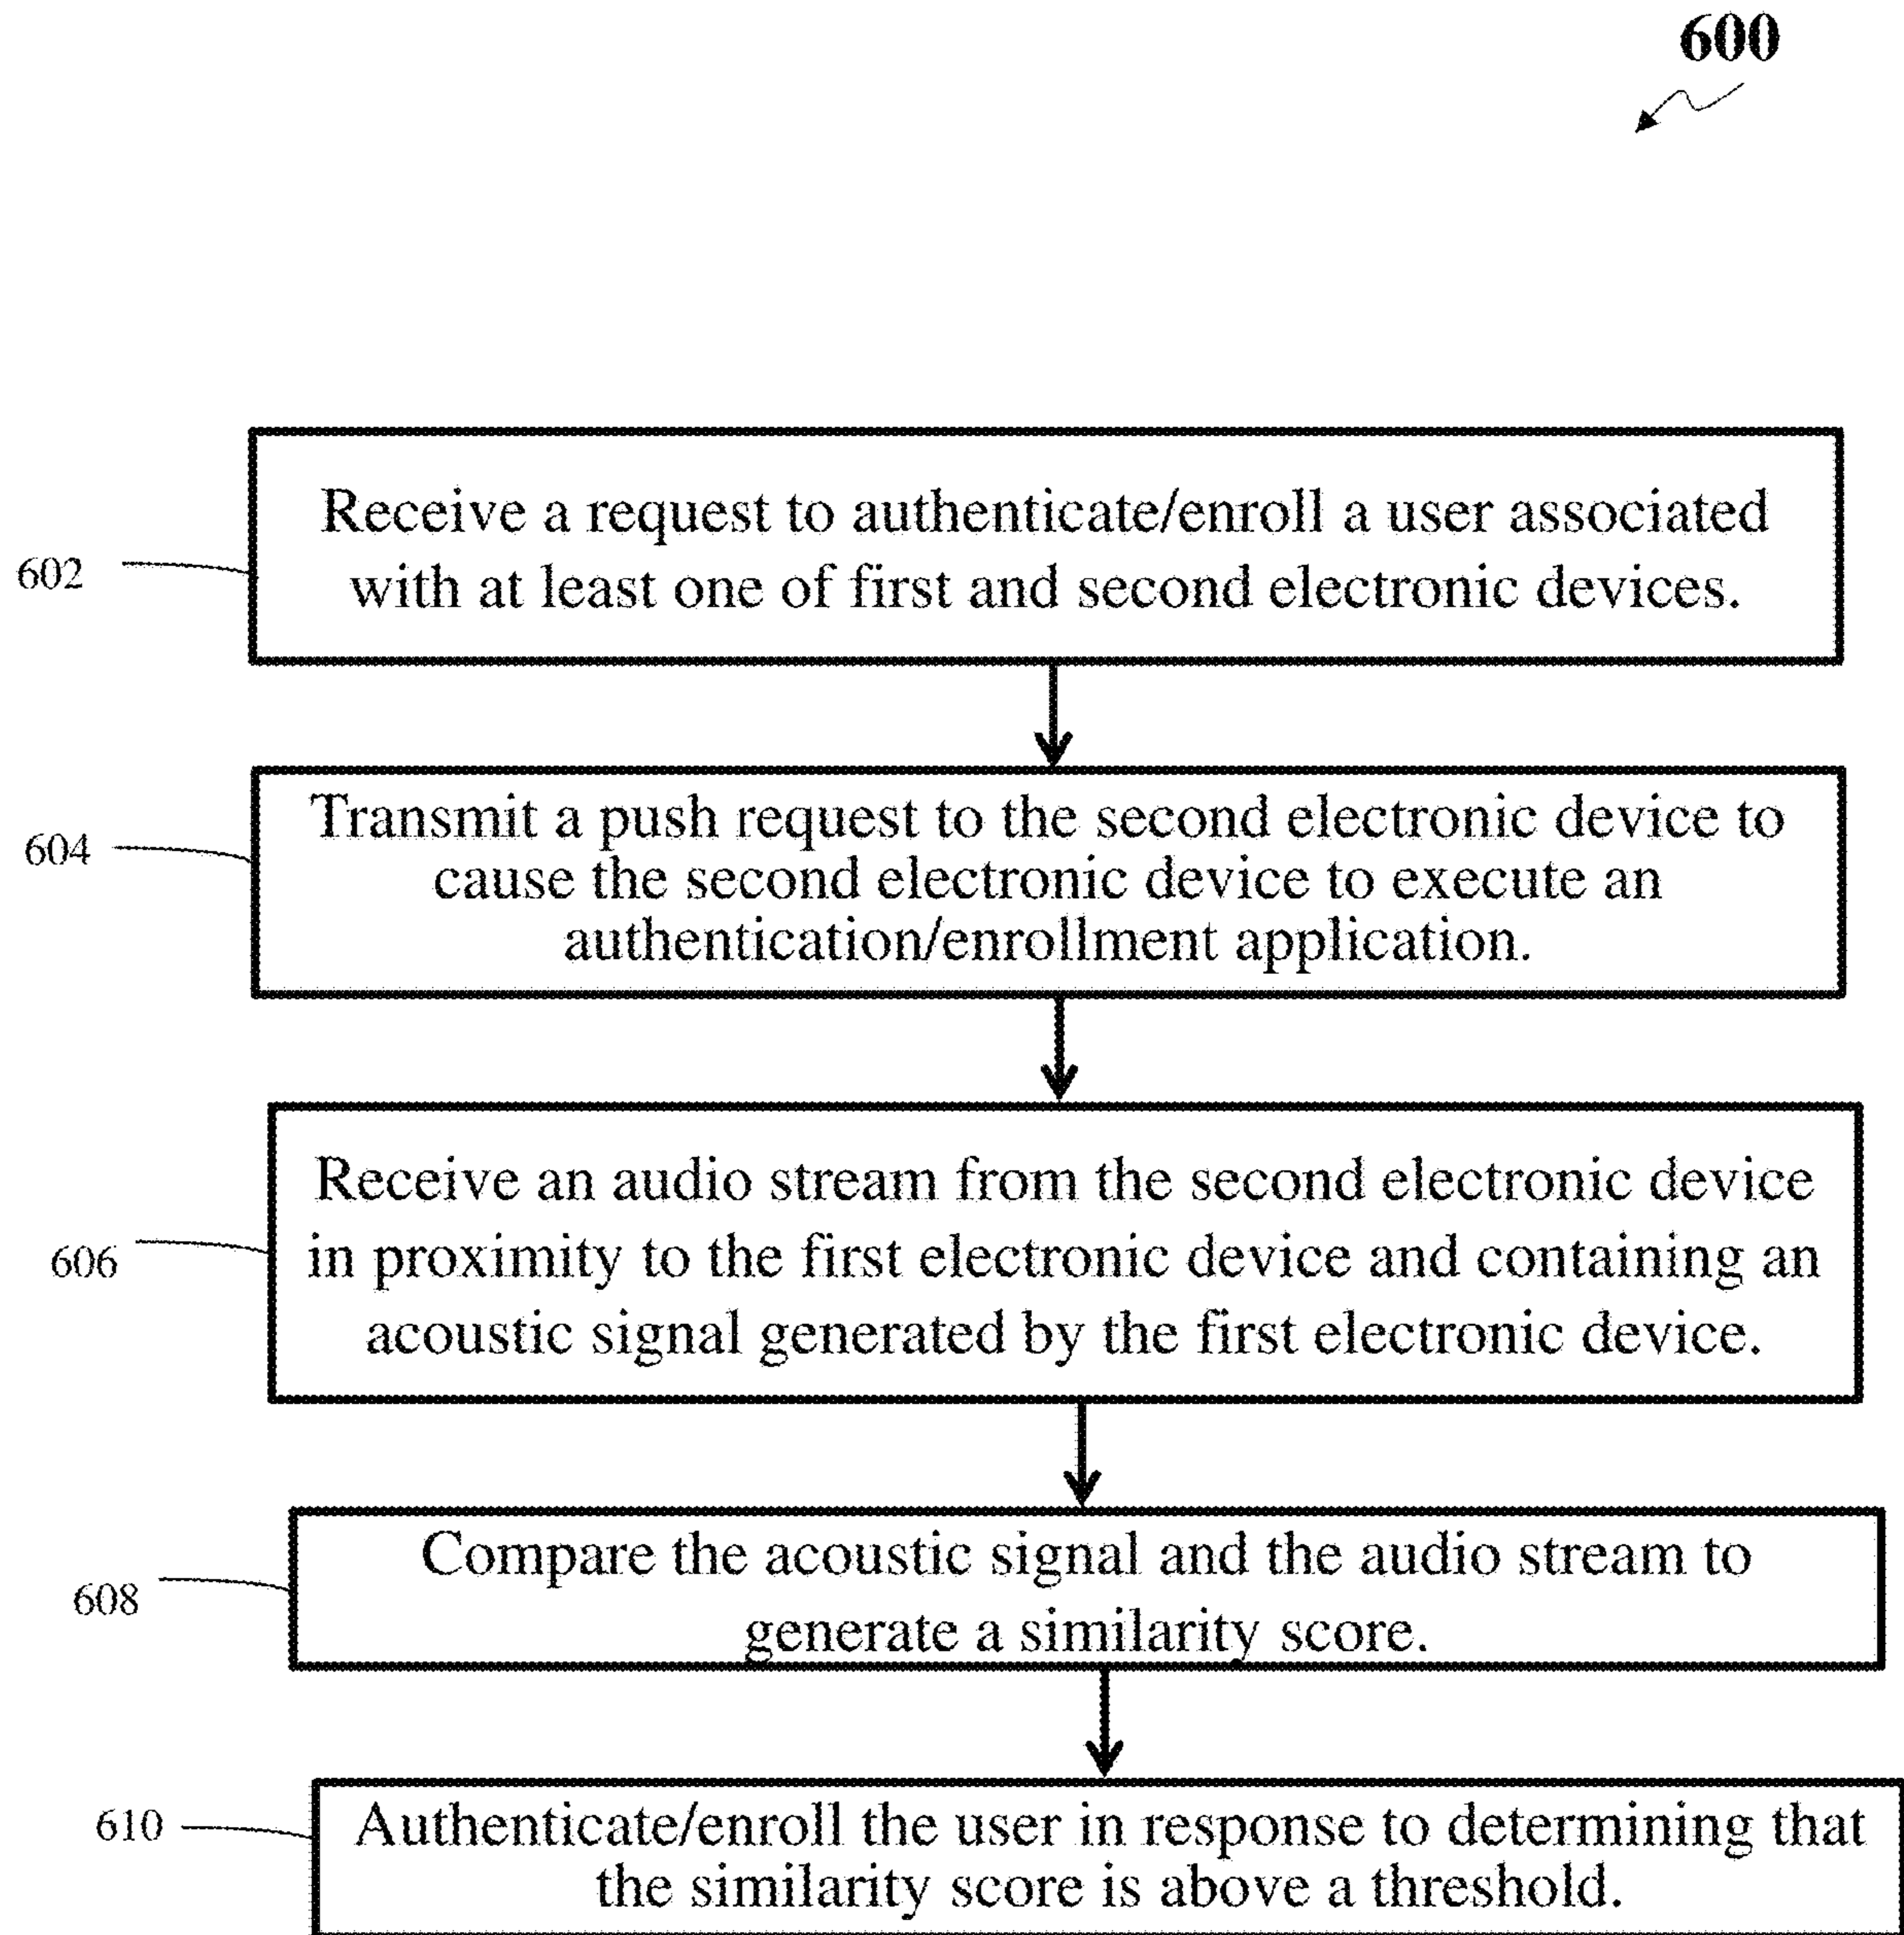 600
602
Receive a request to authenticate/enroll a user associated
with at least one of first and second electronic devices.
604
Transmit a push request to the second electronic device to
cause the second electronic device to execute an
authentication/enrollment application.
606
Receive an audio stream from the second electronic device
in proximity to the first electronic device and containing an
acoustic signal generated by the first electronic device.
608
Compare the acoustic signal and the audio stream to
generate a similarity score.
610
Authenticate/enroll the user in response to determining that
the similarity score is above a threshold.